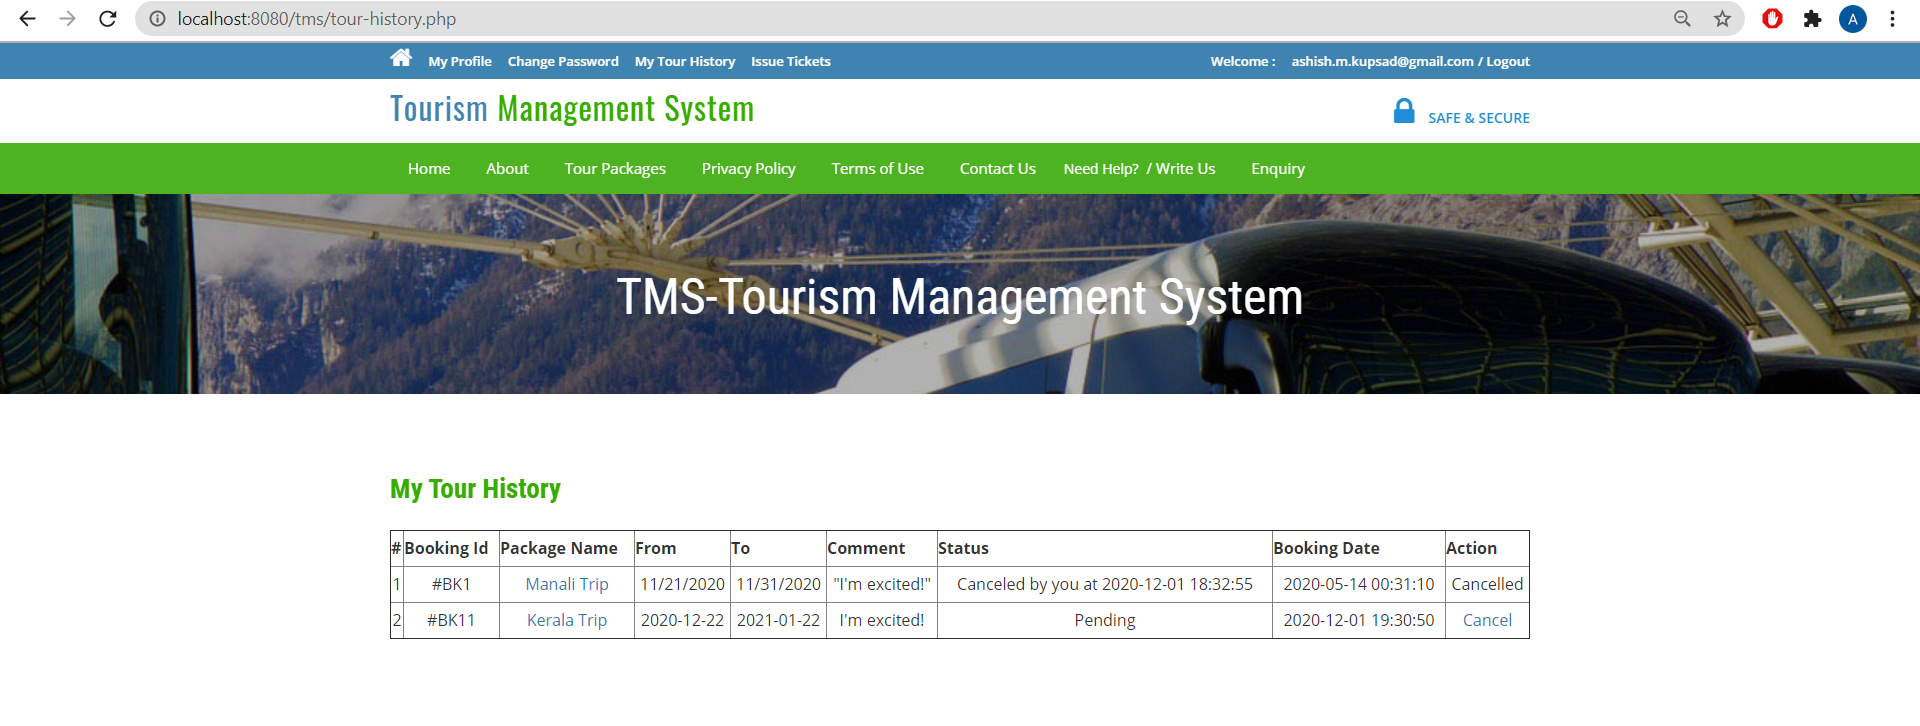 localhost:8080/tms/tour-history.php A
My Profile Change Password My Tour History Issue Tickets Welcome : ashish.m.kupsad@gmail.com / Logout
Tourism Management System SAFE & SECURE
Home About Tour Packages Privacy Policy Terms of Use Contact Us Need Help? / Write Us Enquiry
TMS-Tourism Management System
My Tour History
# Booking Id Package Name From To Comment Status Booking Date Action
1 #BK1 Manali Trip 11/21/2020 11/31/2020 "I'm excited!" Canceled by you at 2020-12-01 18:32:55 2020-05-14 00:31:10 Cancelled
2 #BK11 Kerala Trip 2020-12-22 2021-01-22 I'm excited! Pending 2020-12-01 19:30:50 Cancel